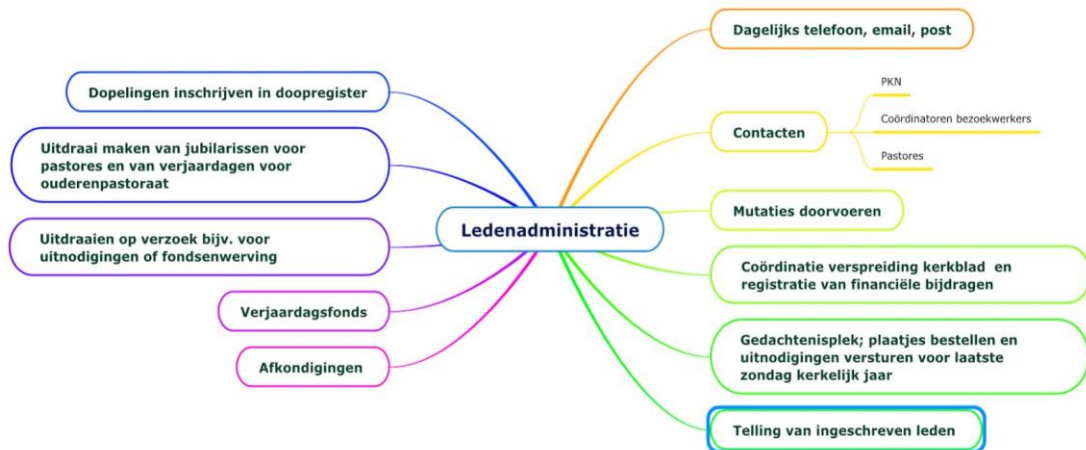 Ledenadministratie
Dagelijks telefoon, email, post
Contacten
PKN
Coördinatoren bezoekwerkers
Pastores
Mutaties doorvoeren
Coördinatie verspreiding kerkblad en
registratie van financiële bijdragen
Gedachtenisplek; plaatjes bestellen en
uitnodigingen versturen voor laatste
zondag kerkelijk jaar
Telling van ingeschreven leden
Dopelingen inschrijven in doopregister
Uitdraai maken van jubilarissen voor
pastores en van verjaardagen voor
ouderenpastoraat
Uitdraaien op verzoek bijv. voor
uitnodigingen of fondsenwerving
Verjaardagsfonds
Afkondigingen